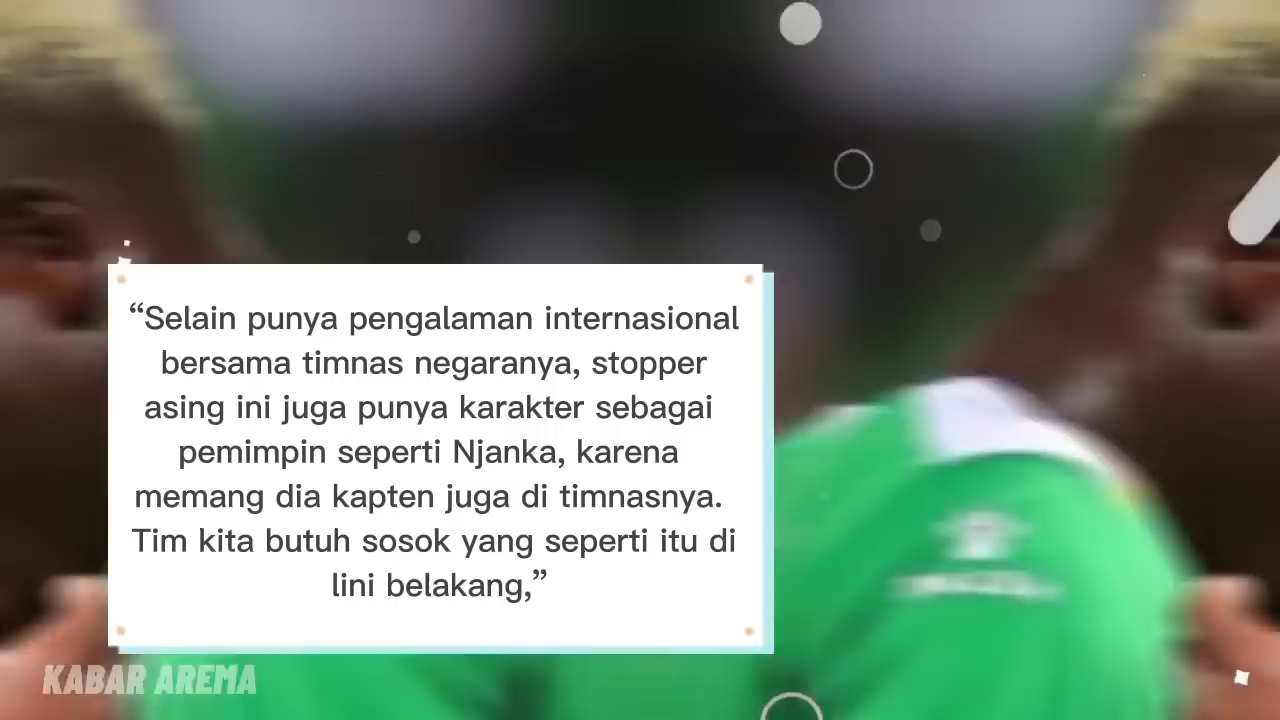 “Selain punya pengalaman internasional
bersama timnas negaranya, stopper
asing ini juga punya karakter sebagai
pemimpin seperti Njanka, karena
memang dia kapten juga di timnasnya.
Tim kita butuh sosok yang seperti itu di
lini belakang,”
KABAR AREMA